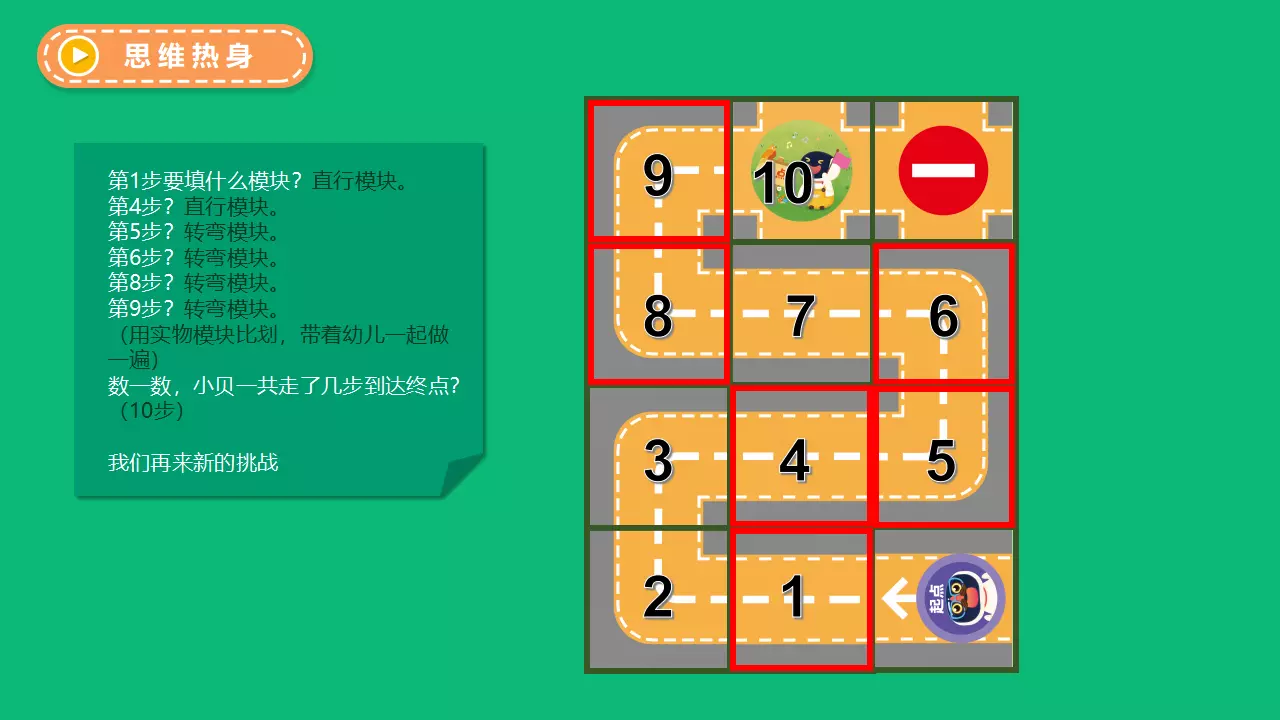 思维热身
第1步要填什么模块？直行模块。
第4步？直行模块。
第5步？转弯模块。
第6步？转弯模块。
第8步？转弯模块。
第9步？转弯模块。
（用实物模块比划，带着幼儿一起做
一遍）
数一数，小贝一共走了几步到达终点？
（10步）
我们再来新的挑战
9
10
8
7
6
3
4
5
2
1
起点